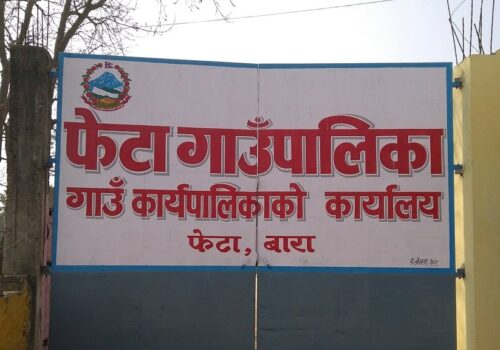 फेटा गाउँपालिका
गाउँ कार्यपालिकाको कार्यालय
फेटा, बारा